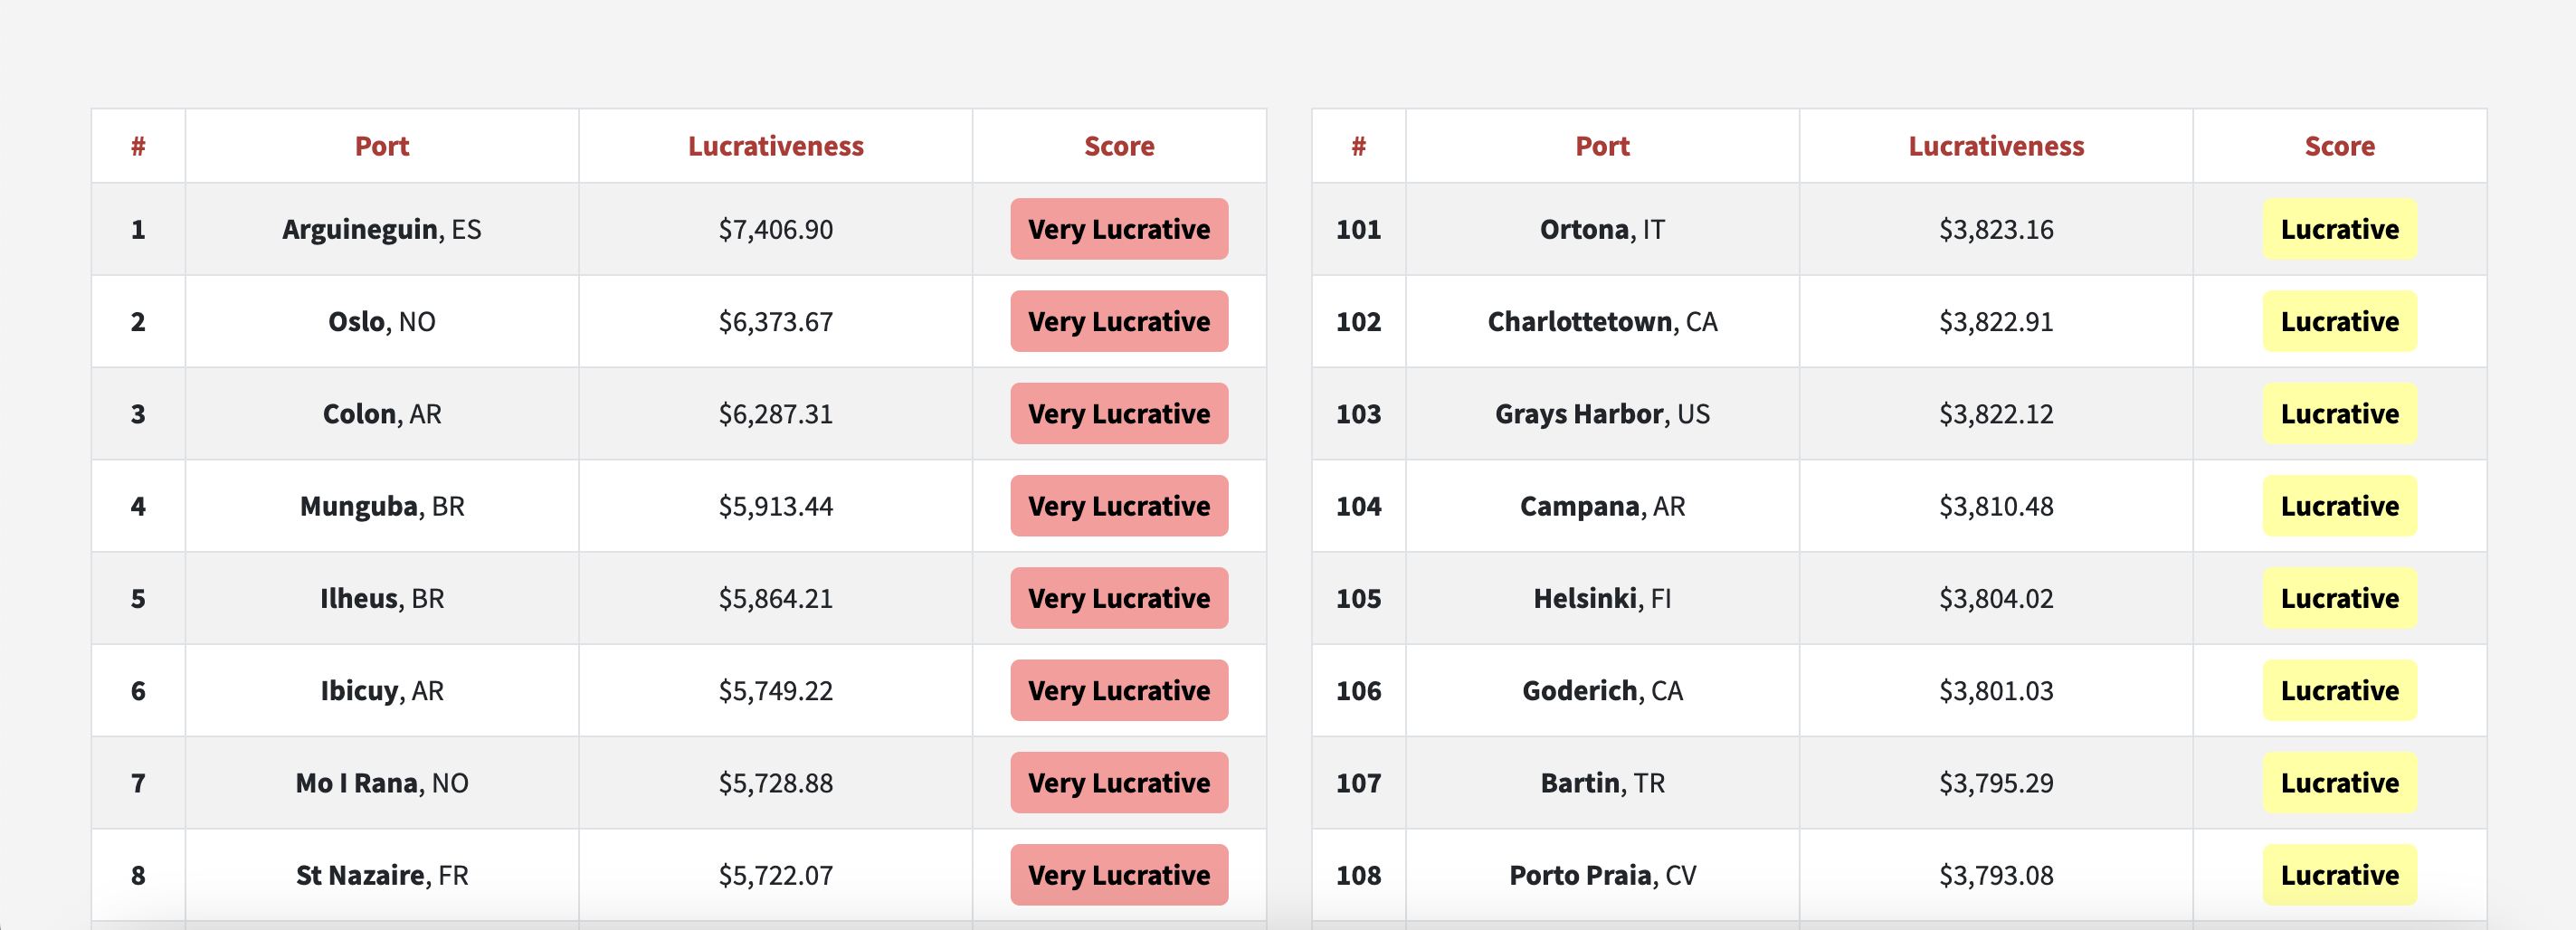 # Port Lucrativeness Score
1 Arguineguin, ES $7,406.90 Very Lucrative
2 Oslo, NO $6,373.67 Very Lucrative
3 Colon, AR $6,287.31 Very Lucrative
4 Munguba, BR $5,913.44 Very Lucrative
5 Ilheus, BR $5,864.21 Very Lucrative
6 Ibicuy, AR $5,749.22 Very Lucrative
7 Mo I Rana, NO $5,728.88 Very Lucrative
8 St Nazaire, FR $5,722.07 Very Lucrative
# Port Lucrativeness Score
101 Ortona, IT $3,823.16 Lucrative
102 Charlottetown, CA $3,822.91 Lucrative
103 Grays Harbor, US $3,822.12 Lucrative
104 Campana, AR $3,810.48 Lucrative
105 Helsinki, FI $3,804.02 Lucrative
106 Goderich, CA $3,801.03 Lucrative
107 Bartin, TR $3,795.29 Lucrative
108 Porto Praia, CV $3,793.08 Lucrative